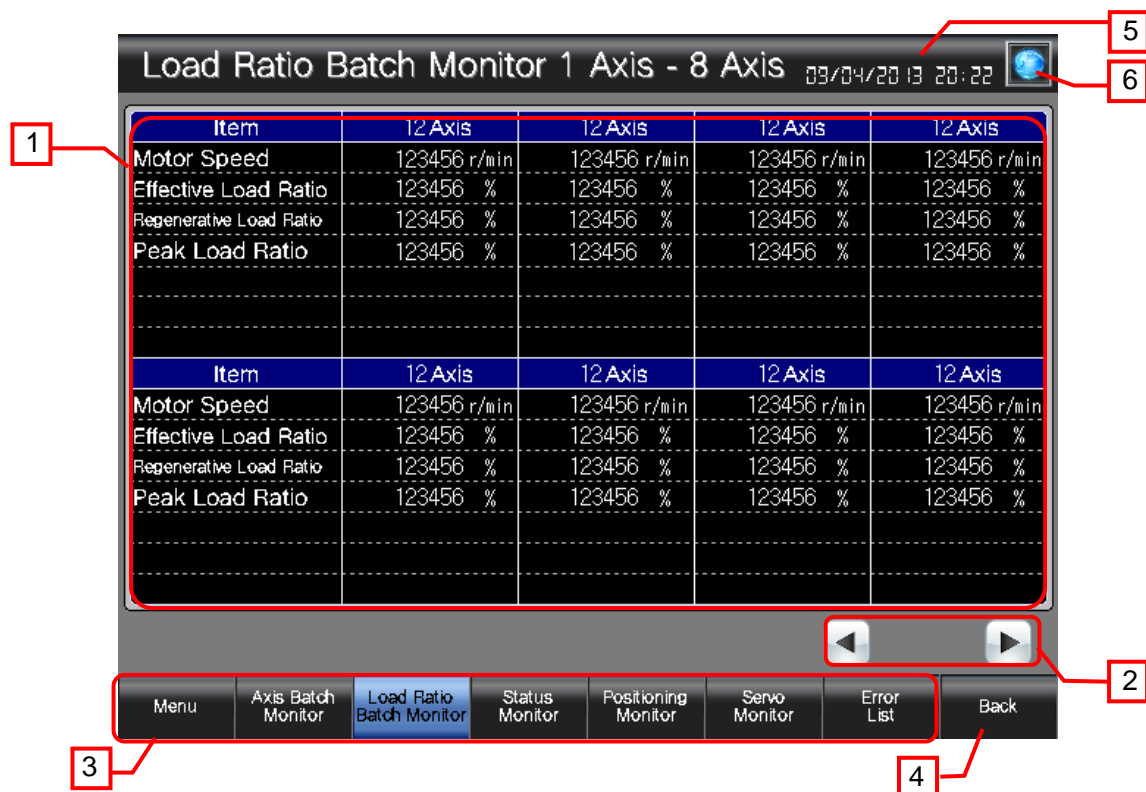 5
Load Ratio Batch Monitor 1 Axis - 8 Axis 09/04/2013 20:22
6
1
Item 12 Axis 12 Axis 12 Axis 12 Axis
Motor Speed 123456 r/min 123456 r/min 123456 r/min 123456 r/min
Effective Load Ratio 123456 % 123456 % 123456 % 123456 %
Regenerative Load Ratio 123456 % 123456 % 123456 % 123456 %
Peak Load Ratio 123456 % 123456 % 123456 % 123456 %
Item 12 Axis 12 Axis 12 Axis 12 Axis
Motor Speed 123456 r/min 123456 r/min 123456 r/min 123456 r/min
Effective Load Ratio 123456 % 123456 % 123456 % 123456 %
Regenerative Load Ratio 123456 % 123456 % 123456 % 123456 %
Peak Load Ratio 123456 % 123456 % 123456 % 123456 %
2
Menu
Axis Batch
Monitor
Load Ratio
Batch Monitor
Status
Monitor
Positioning
Monitor
Servo
Monitor
Error
List
Back
3
4